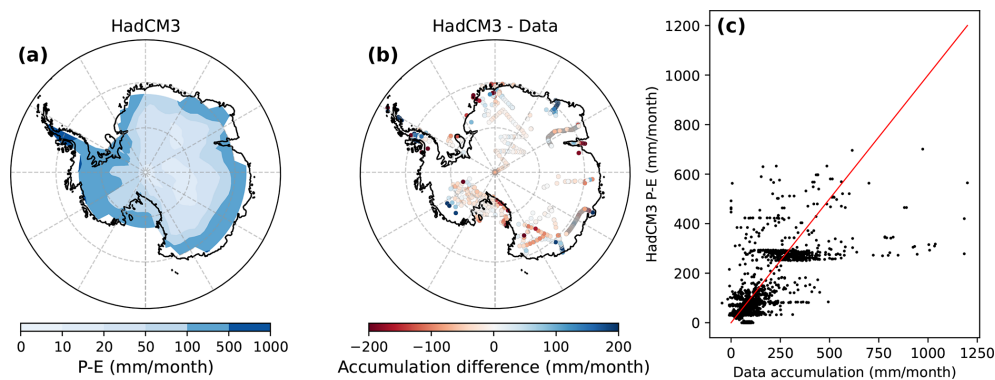 HadCM3
(a)
0 10 20 50 100 500 1000
P-E (mm/month)
HadCM3 - Data
(b)
−200 −100 0 100 200
Accumulation difference (mm/month)
(c)
1200
1000
800
600
400
200
0
HadCM3 P-E (mm/month)
0 250 500 750 1000 1250
Data accumulation (mm/month)